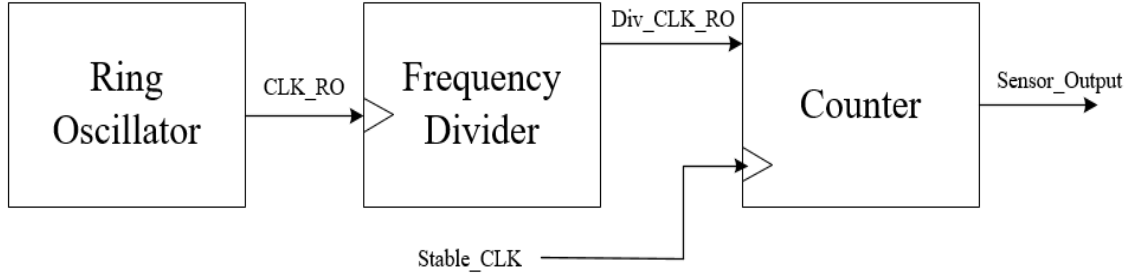 Ring
Oscillator
CLK_RO
Frequency
Divider
Div_CLK_RO
Counter
Sensor_Output
Stable_CLK